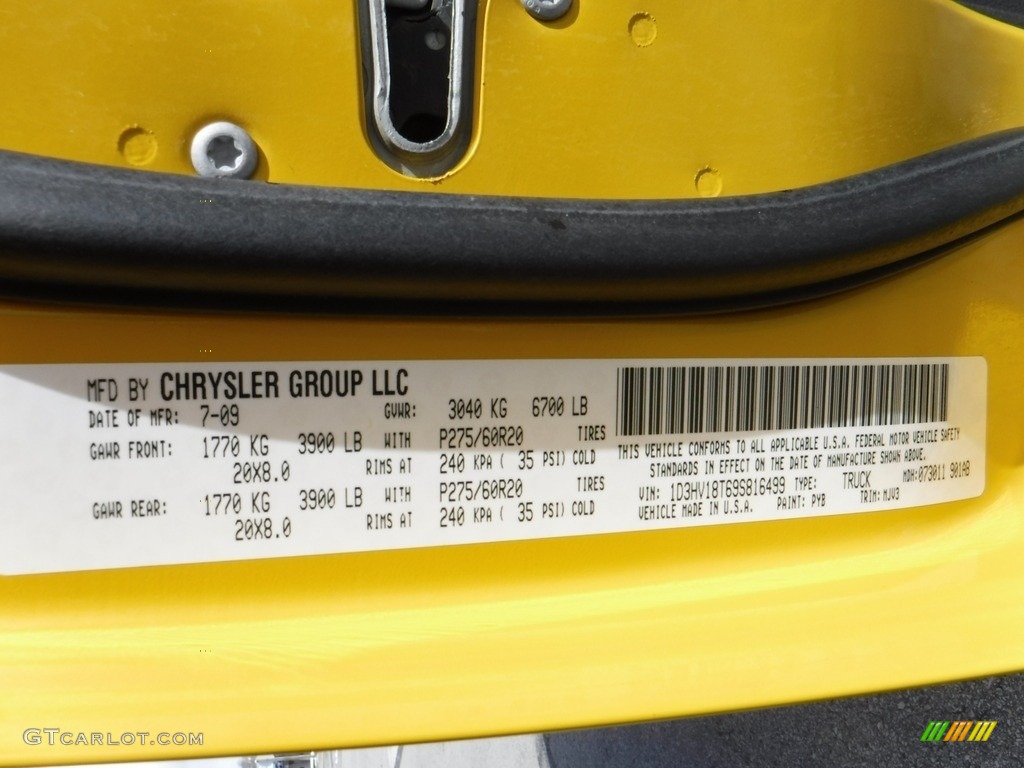 MFD BY CHRYSLER GROUP LLC
DATE OF MFR: 7-09 GVWR: 3040 KG 6700 LB
GAWR FRONT: 1770 KG 3900 LB WITH P275/60R20 TIRES
20X8.0 RIMS AT 240 KPA ( 35 PSI) COLD
GAWR REAR: 1770 KG 3900 LB WITH P275/60R20 TIRES
20X8.0 RIMS AT 240 KPA ( 35 PSI) COLD
THIS VEHICLE CONFORMS TO ALL APPLICABLE U.S.A. FEDERAL MOTOR VEHICLE SAFETY
STANDARDS IN EFFECT ON THE DATE OF MANUFACTURE SHOWN ABOVE.
MDH:073011 901AB
VIN: 1D3HV18T69S816499 TYPE: TRUCK
VEHICLE MADE IN U.S.A. PAINT: PYB TRIM: MJV3
GTCARLOT.COM